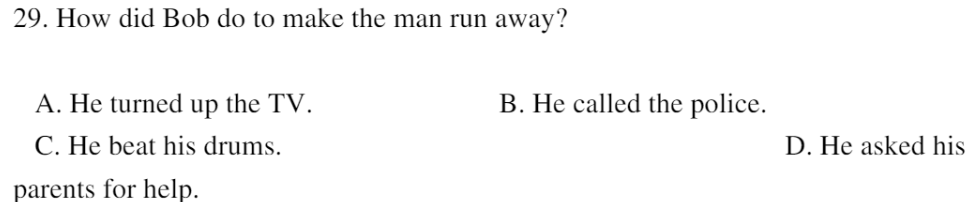 29. How did Bob do to make the man run away?
A. He turned up the TV. B. He called the police.
C. He beat his drums. D. He asked his
parents for help.